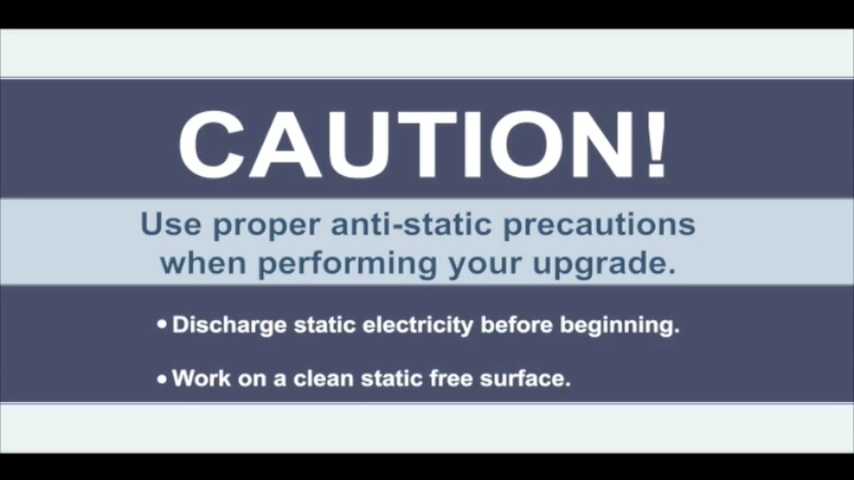 CAUTION!
Use proper anti-static precautions
when performing your upgrade.
• Discharge static electricity before beginning.
• Work on a clean static free surface.